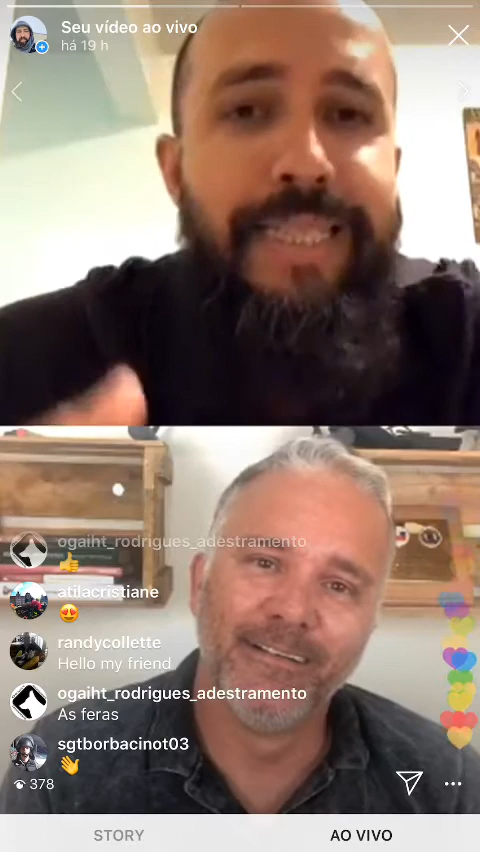 Seu vídeo ao vivo
há 19 h
ogaiht_rodrigues_adestramento
👍
atilacristiane
😍
randycollette
Hello my friend
ogaiht_rodrigues_adestramento
As feras
sgtborbacinot03
👋
378
STORY
AO VIVO